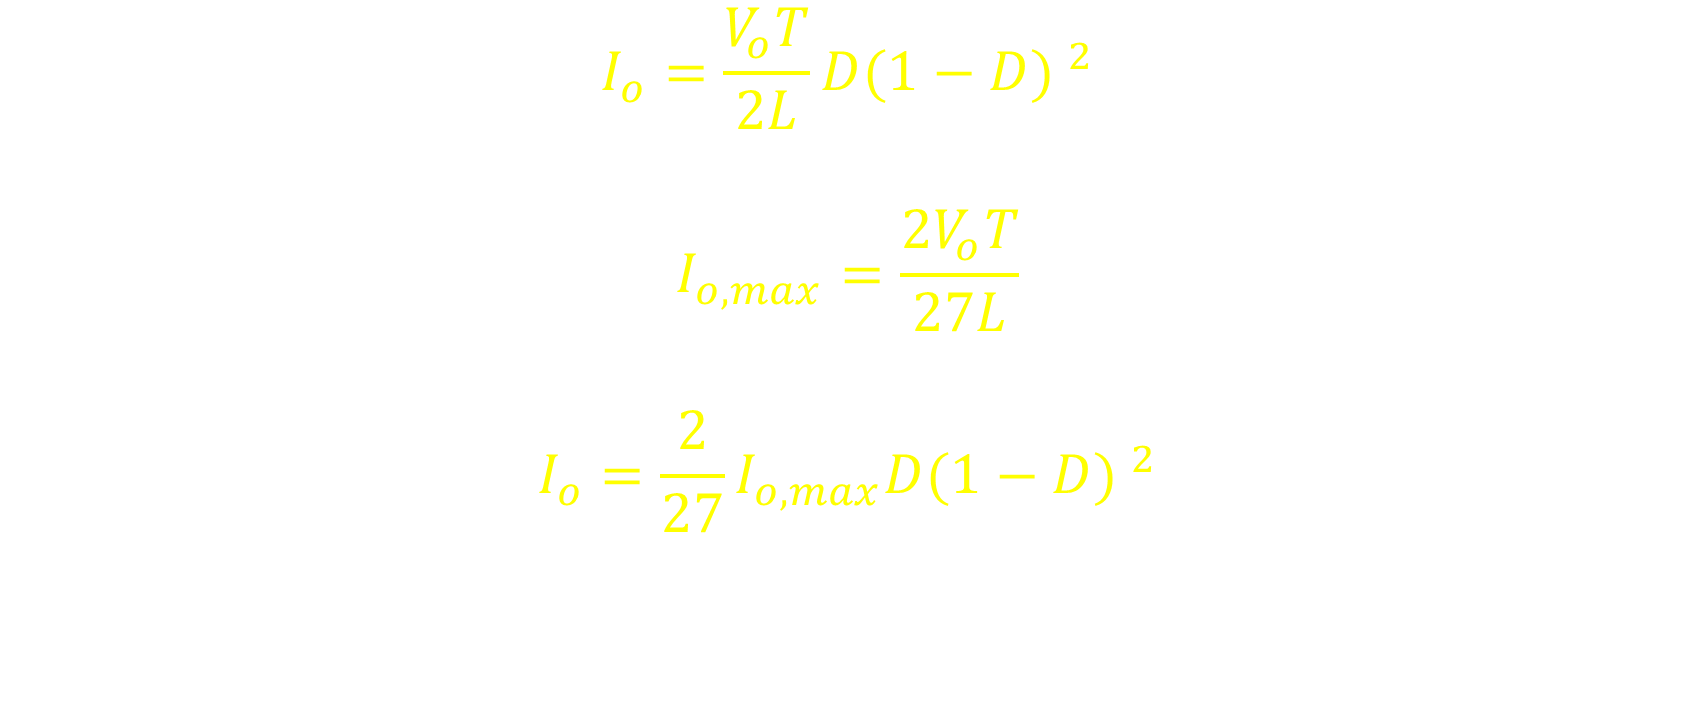 I_o = \frac{V_o T}{2L} D(1 − D)^2
I_{o,max} = \frac{2V_o T}{27L}
I_o = \frac{2}{27} I_{o,max} D(1 − D)^2